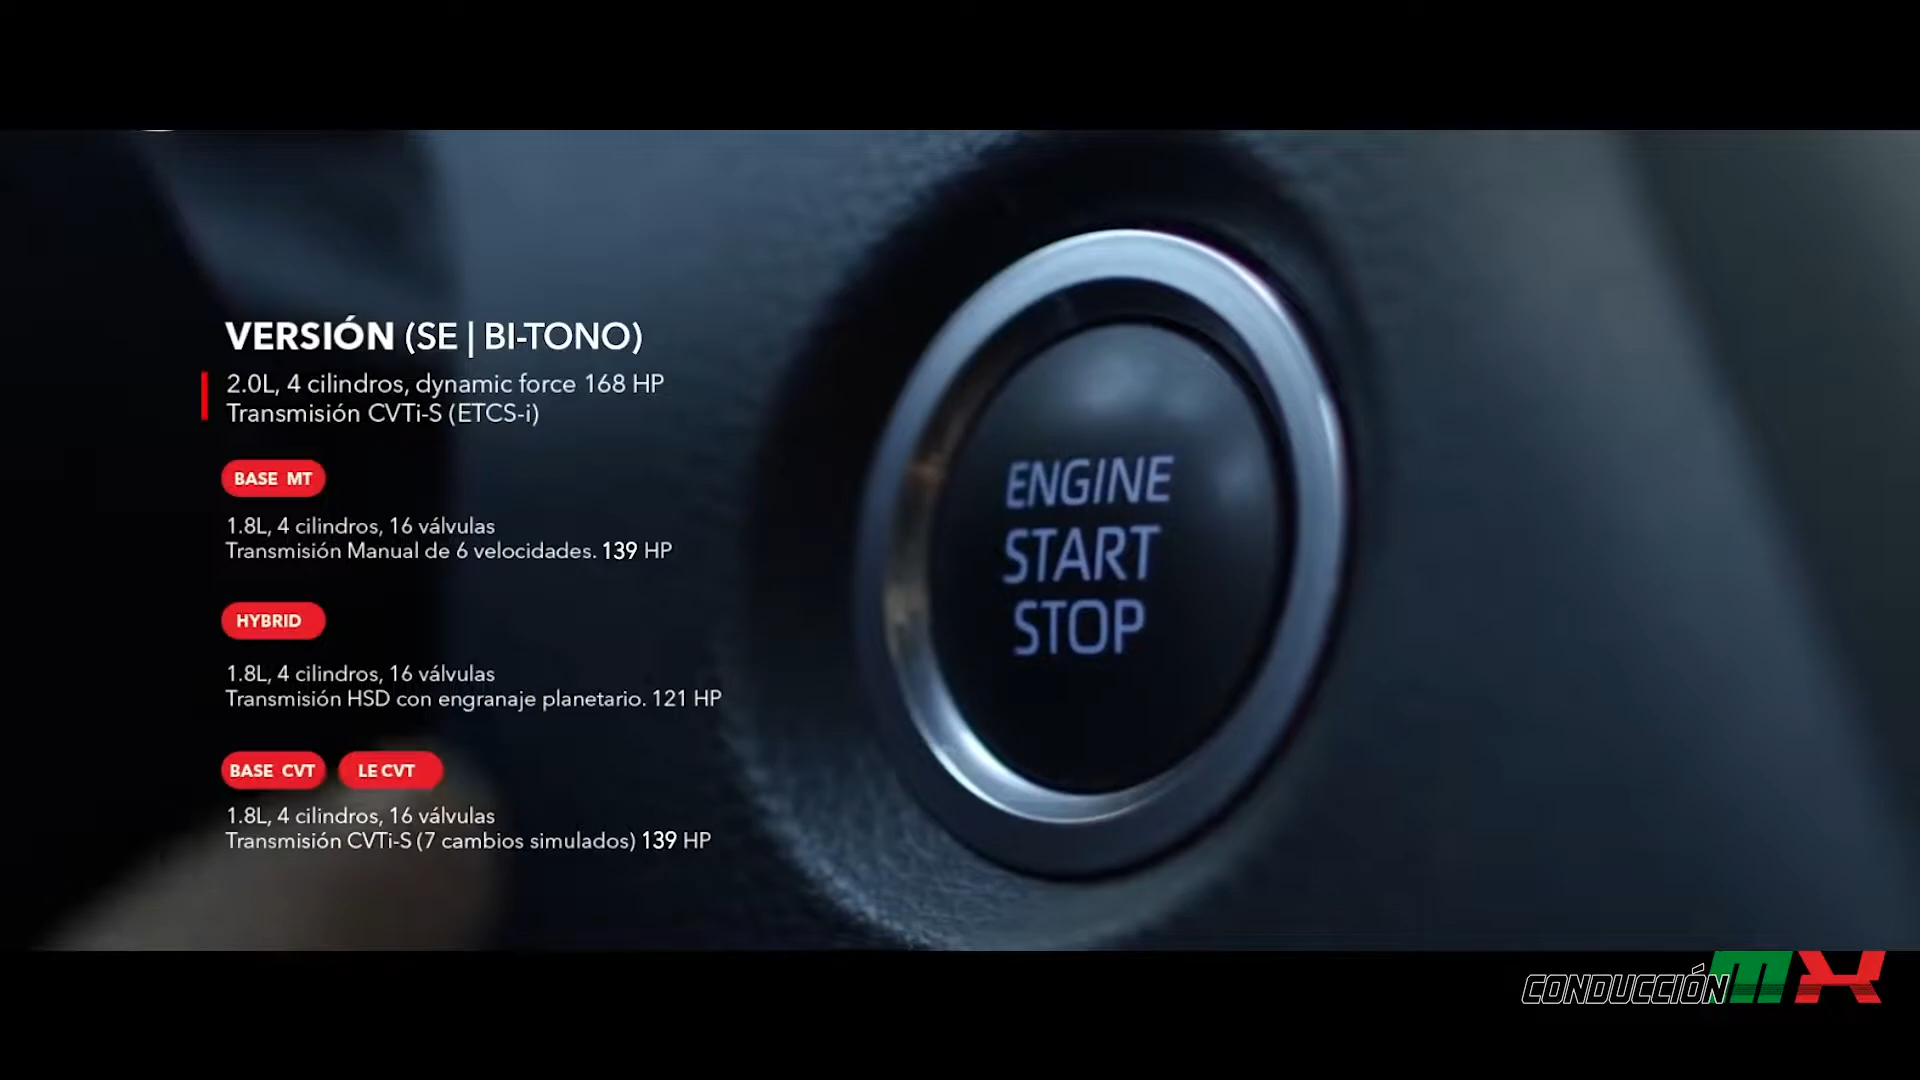 VERSIÓN (SE | BI-TONO)
2.0L, 4 cilindros, dynamic force 168 HP
Transmisión CVTi-S (ETCS-i)
BASE MT
1.8L, 4 cilindros, 16 válvulas
Transmisión Manual de 6 velocidades. 139 HP
HYBRID
1.8L, 4 cilindros, 16 válvulas
Transmisión HSD con engranaje planetario. 121 HP
BASE CVT LE CVT
1.8L, 4 cilindros, 16 válvulas
Transmisión CVTi-S (7 cambios simulados) 139 HP
ENGINE
START
STOP
CONDUCCIÓN MX